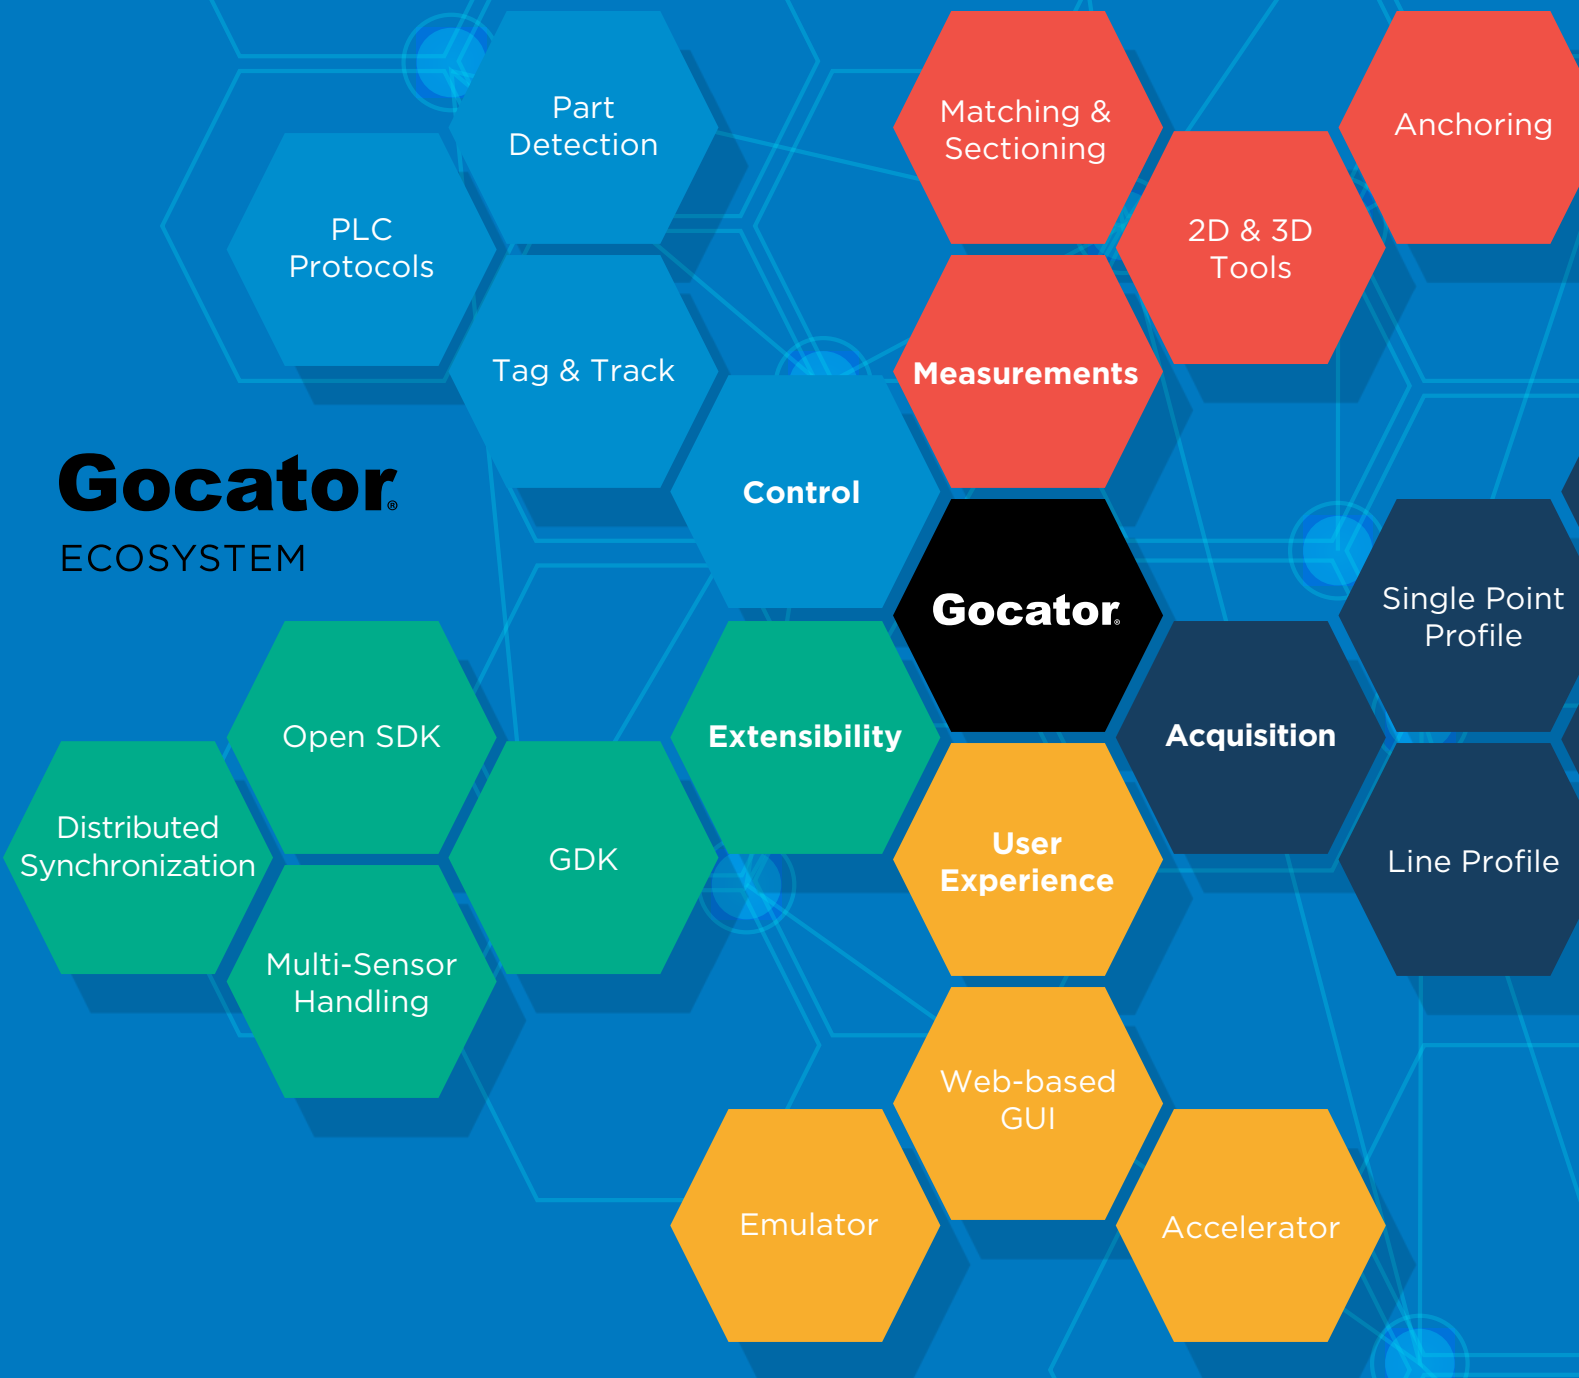 Part
Detection
Matching &
Sectioning
Anchoring
PLC
Protocols
2D & 3D
Tools
Tag & Track
Measurements
Control
Gocator®
ECOSYSTEM
Gocator®
Single Point
Profile
Open SDK
Extensibility
Acquisition
Distributed
Synchronization
GDK
User
Experience
Line Profile
Multi-Sensor
Handling
Web-based
GUI
Emulator
Accelerator